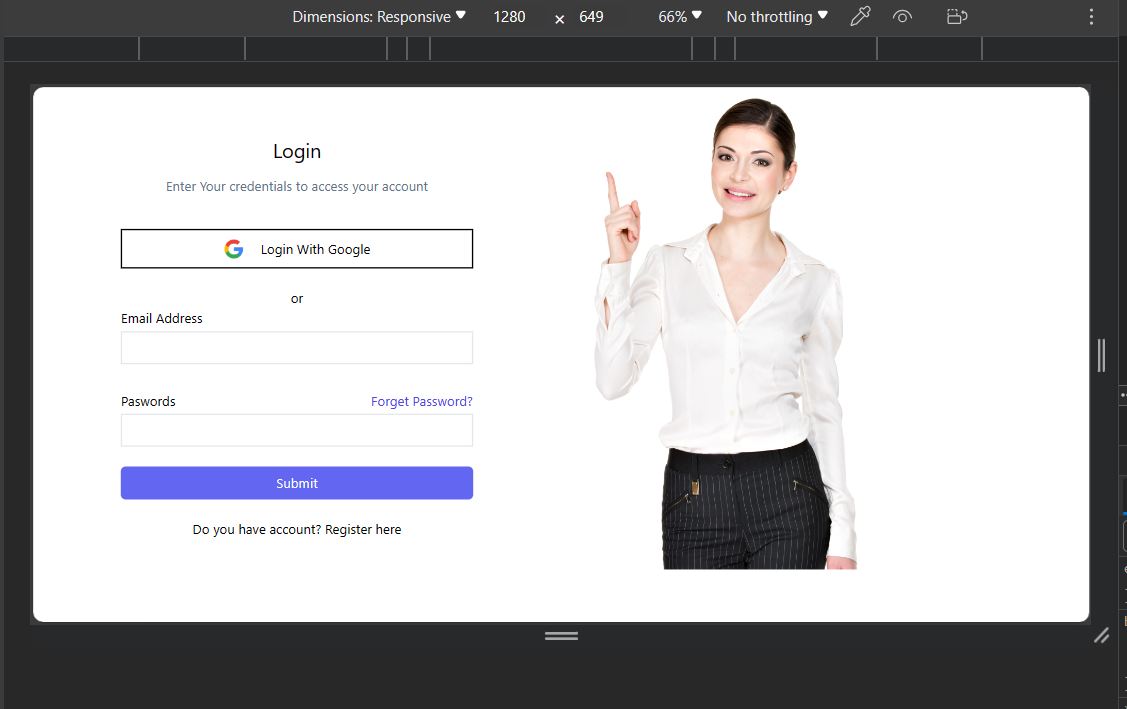 Dimensions: Responsive 1280 × 649 66% No throttling
Login
Enter Your credentials to access your account
Login With Google
or
Email Address
Paswords Forget Password?
Submit
Do you have account? Register here